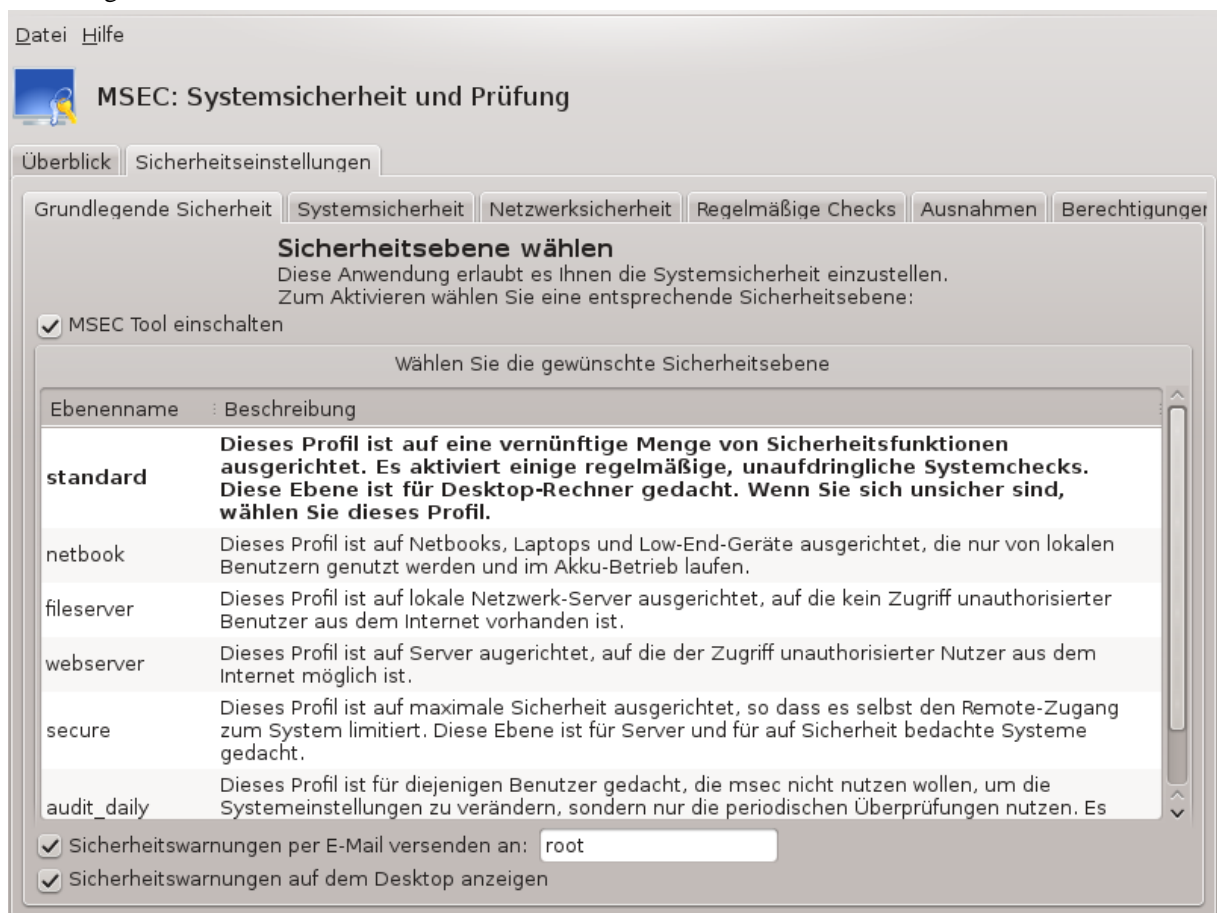 Datei Hilfe
MSEC: Systemsicherheit und Prüfung
Überblick Sicherheitseinstellungen
Grundlegende Sicherheit Systemsicherheit Netzwerksicherheit Regelmäßige Checks Ausnahmen Berechtigungen
Sicherheitsebene wählen
Diese Anwendung erlaubt es Ihnen die Systemsicherheit einzustellen.
Zum Aktivieren wählen Sie eine entsprechende Sicherheitsebene:
MSEC Tool einschalten
Wählen Sie die gewünschte Sicherheitsebene
Ebenenname Beschreibung
standard
Dieses Profil ist auf eine vernünftige Menge von Sicherheitsfunktionen
ausgerichtet. Es aktiviert einige regelmäßige, unaufdringliche Systemchecks.
Diese Ebene ist für Desktop-Rechner gedacht. Wenn Sie sich unsicher sind,
wählen Sie dieses Profil.
netbook
Dieses Profil ist auf Netbooks, Laptops und Low-End-Geräte ausgerichtet, die nur von lokalen
Benutzern genutzt werden und im Akku-Betrieb laufen.
fileserver
Dieses Profil ist auf lokale Netzwerk-Server ausgerichtet, auf die kein Zugriff unauthorisierter
Benutzer aus dem Internet vorhanden ist.
webserver
Dieses Profil ist auf Server augerichtet, auf die der Zugriff unauthorisierter Nutzer aus dem
Internet möglich ist.
secure
Dieses Profil ist auf maximale Sicherheit ausgerichtet, so dass es selbst den Remote-Zugang
zum System limitiert. Diese Ebene ist für Server und für auf Sicherheit bedachte Systeme
gedacht.
audit_daily
Dieses Profil ist für diejenigen Benutzer gedacht, die msec nicht nutzen wollen, um die
Systemeinstellungen zu verändern, sondern nur die periodischen Überprüfungen nutzen. Es
Sicherheitswarnungen per E-Mail versenden an: root
Sicherheitswarnungen auf dem Desktop anzeigen